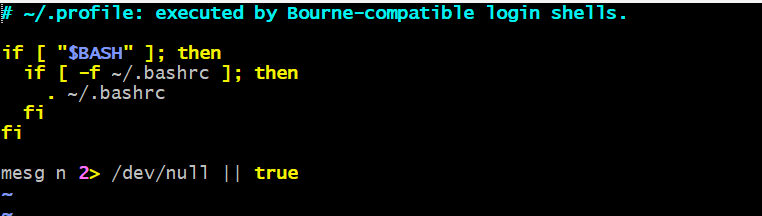 # ~/.profile: executed by Bourne-compatible login shells.
if [ "$BASH" ]; then
if [ -f ~/.bashrc ]; then
. ~/.bashrc
fi
fi
mesg n 2> /dev/null || true
~
~